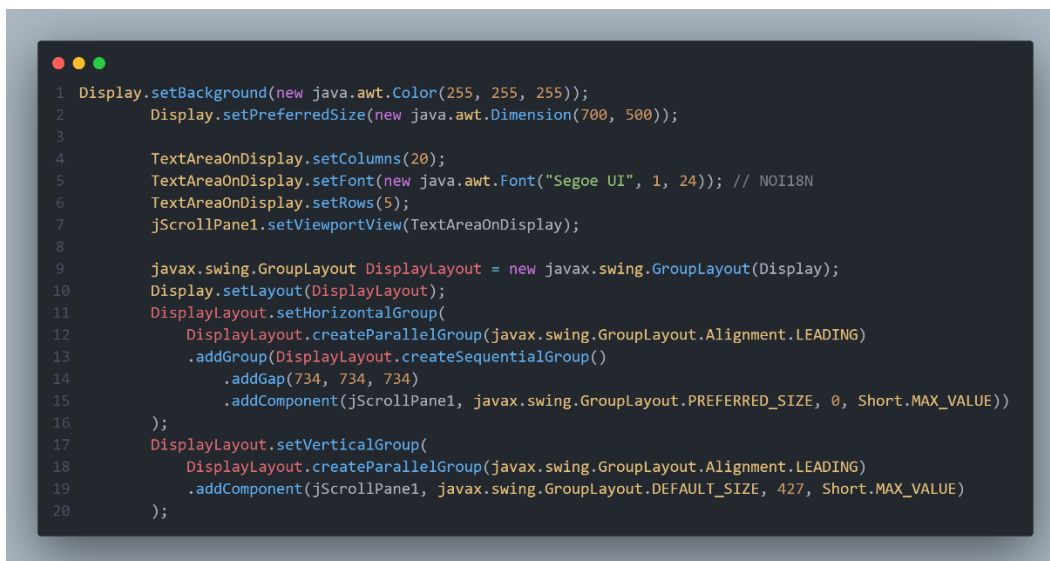 1 Display.setBackground(new java.awt.Color(255, 255, 255));
2         Display.setPreferredSize(new java.awt.Dimension(700, 500));
3
4         TextAreaOnDisplay.setColumns(20);
5         TextAreaOnDisplay.setFont(new java.awt.Font("Segoe UI", 1, 24)); // NOI18N
6         TextAreaOnDisplay.setRows(5);
7         jScrollPane1.setViewportView(TextAreaOnDisplay);
8
9         javax.swing.GroupLayout DisplayLayout = new javax.swing.GroupLayout(Display);
10         Display.setLayout(DisplayLayout);
11         DisplayLayout.setHorizontalGroup(
12             DisplayLayout.createParallelGroup(javax.swing.GroupLayout.Alignment.LEADING)
13             .addGroup(DisplayLayout.createSequentialGroup()
14                 .addGap(734, 734, 734)
15                 .addComponent(jScrollPane1, javax.swing.GroupLayout.PREFERRED_SIZE, 0, Short.MAX_VALUE))
16         );
17         DisplayLayout.setVerticalGroup(
18             DisplayLayout.createParallelGroup(javax.swing.GroupLayout.Alignment.LEADING)
19             .addComponent(jScrollPane1, javax.swing.GroupLayout.DEFAULT_SIZE, 427, Short.MAX_VALUE)
20         );